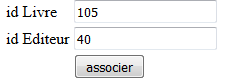 id Livre 105
id Editeur 40
associer